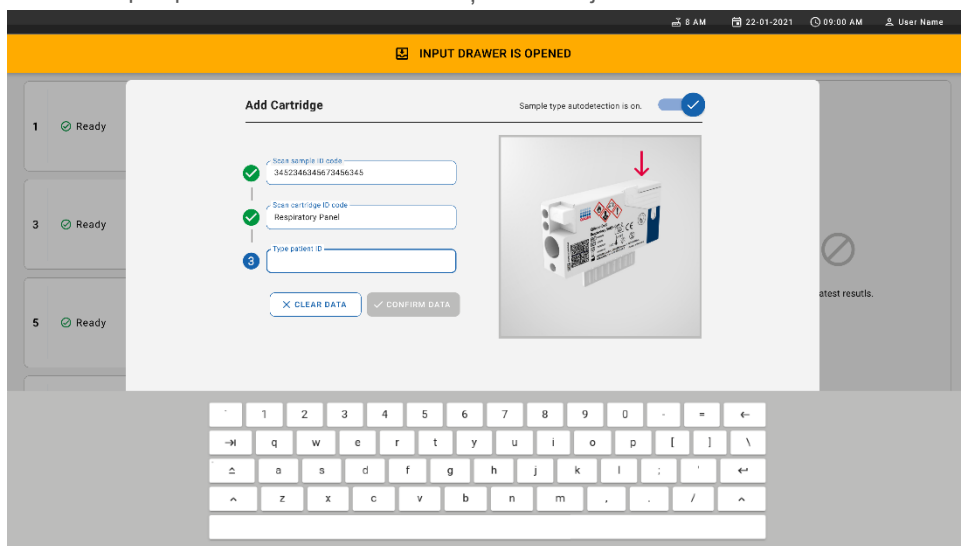 8 AM 22-01-2021 09:00 AM User Name
INPUT DRAWER IS OPENED
Add Cartridge
Sample type autodetection is on.
1 Ready
3 Ready
5 Ready
Scan sample ID code
3452346345673456345
Scan cartridge ID code
Respiratory Panel
Type patient ID
3
CLEAR DATA
CONFIRM DATA
atest resutls.
` 1 2 3 4 5 6 7 8 9 0 - =
q w e r t y u i o p [ ] \
a s d f g h j k l ; '
z x c v b n m , . /